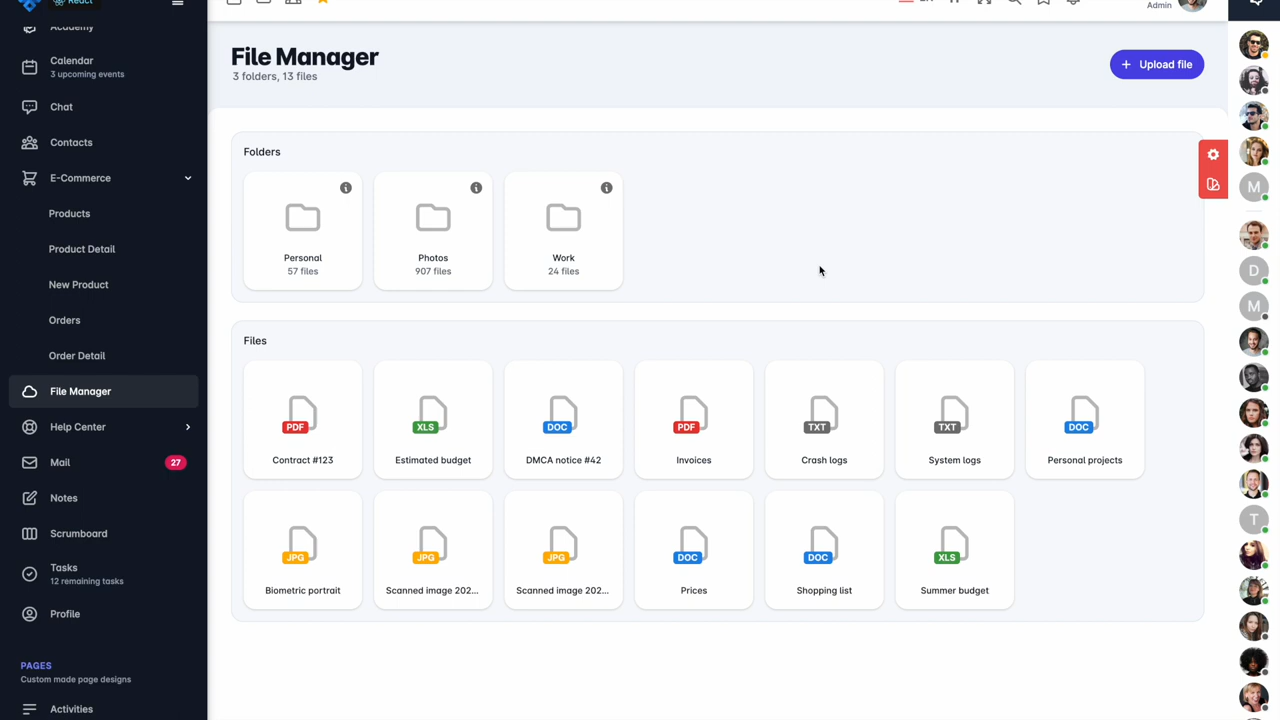 React
Academy
Calendar
3 upcoming events
Chat
Contacts
E-Commerce
Products
Product Detail
New Product
Orders
Order Detail
File Manager
Help Center
Mail
27
Notes
Scrumboard
Tasks
12 remaining tasks
Profile
PAGES
Custom made page designs
Activities
Admin
File Manager
3 folders, 13 files
Upload file
Folders
Personal
57 files
Photos
907 files
Work
24 files
Files
PDF
Contract #123
XLS
Estimated budget
DOC
DMCA notice #42
PDF
Invoices
TXT
Crash logs
TXT
System logs
DOC
Personal projects
JPG
Biometric portrait
JPG
Scanned image 202...
JPG
Scanned image 202...
DOC
Prices
DOC
Shopping list
XLS
Summer budget
M
D
M
T